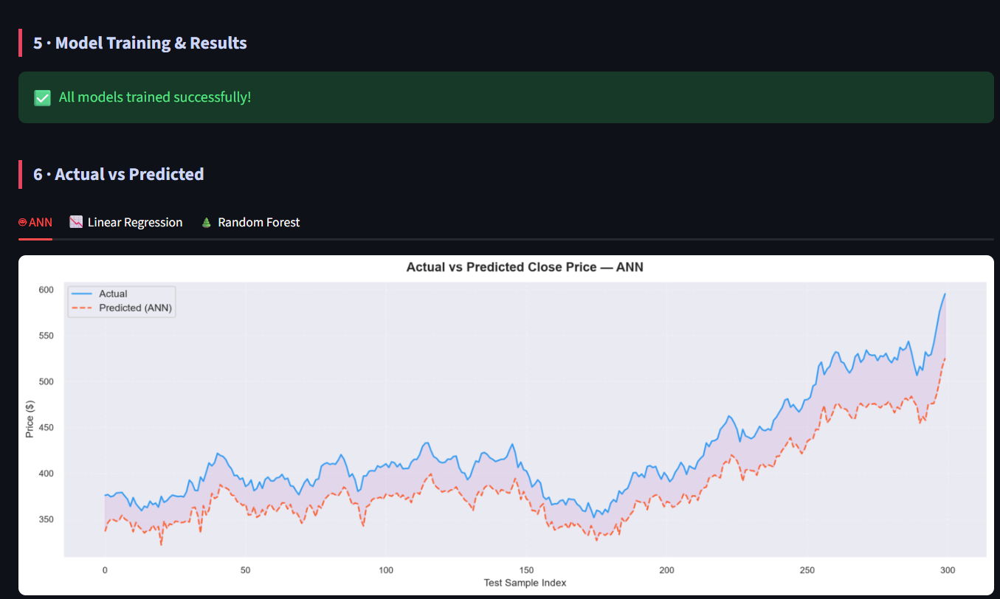 5 · Model Training & Results
✅ All models trained successfully!
6 · Actual vs Predicted
ANN Linear Regression Random Forest
Actual vs Predicted Close Price — ANN
Actual
Predicted (ANN)
600
550
500
450
400
350
Price ($)
0 50 100 150 200 250 300
Test Sample Index